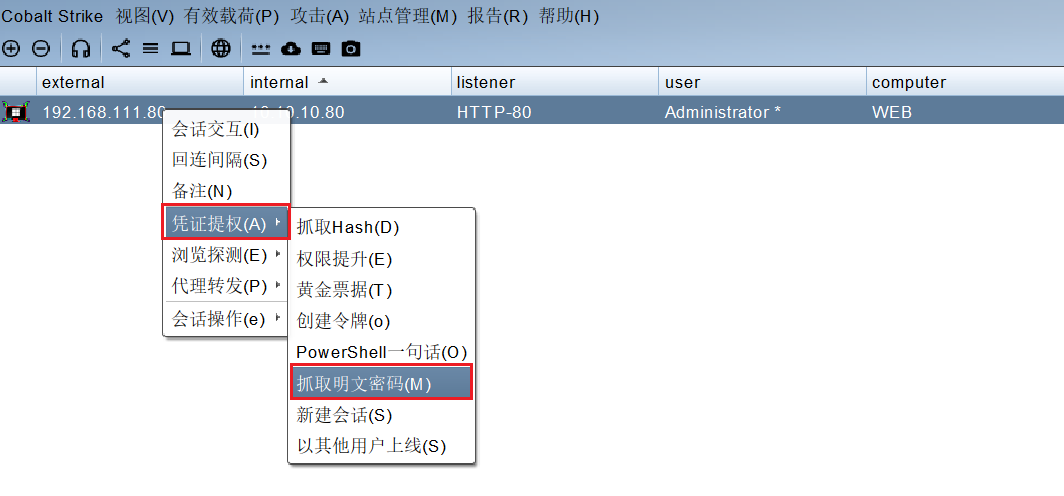 Cobalt Strike 视图(V) 有效载荷(P) 攻击(A) 站点管理(M) 报告(R) 帮助(H)
external internal listener user computer
192.168.111.80 10.10.10.80 HTTP-80 Administrator * WEB
会话交互(I)
回连间隔(S)
备注(N)
凭证提权(A)
浏览探测(E)
代理转发(P)
会话操作(e)
抓取Hash(D)
权限提升(E)
黄金票据(T)
创建令牌(o)
PowerShell一句话(O)
抓取明文密码(M)
新建会话(S)
以其他用户上线(S)